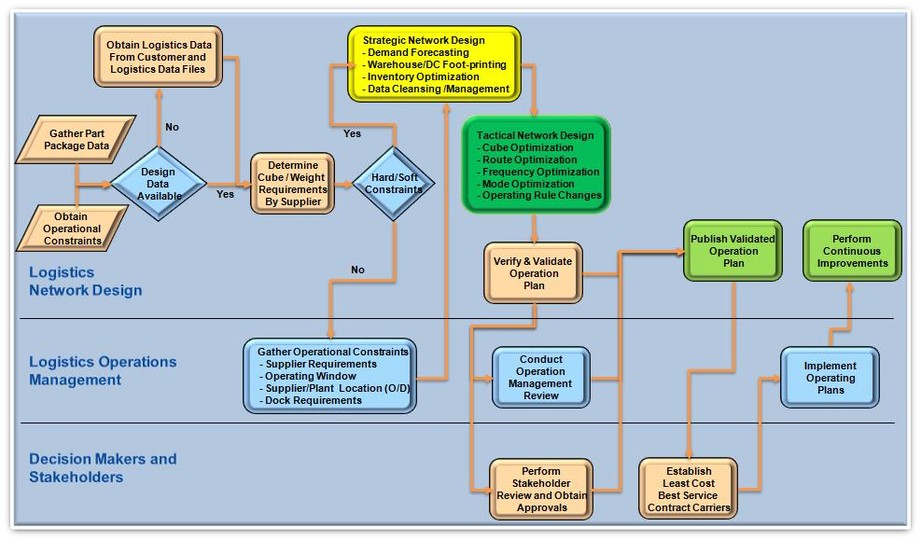 Obtain Logistics Data
From Customer and
Logistics Data Files
Strategic Network Design
- Demand Forecasting
- Warehouse/DC Foot-printing
- Inventory Optimization
- Data Cleansing /Management
Gather Part
Package Data
No
Yes
Tactical Network Design
- Cube Optimization
- Route Optimization
- Frequency Optimization
- Mode Optimization
- Operating Rule Changes
Design
Data
Available
Yes
Determine
Cube / Weight
Requirements
By Supplier
Hard/Soft
Constraints
Obtain
Operational
Constraints
No
Verify & Validate
Operation
Plan
Publish Validated
Operation
Plan
Perform
Continuous
Improvements
Logistics
Network Design
Logistics Operations
Management
Gather Operational Constraints
- Supplier Requirements
- Operating Window
- Supplier/Plant Location (O/D)
- Dock Requirements
Conduct
Operation
Management
Review
Implement
Operating
Plans
Decision Makers and
Stakeholders
Perform
Stakeholder
Review and Obtain
Approvals
Establish
Least Cost
Best Service
Contract Carriers